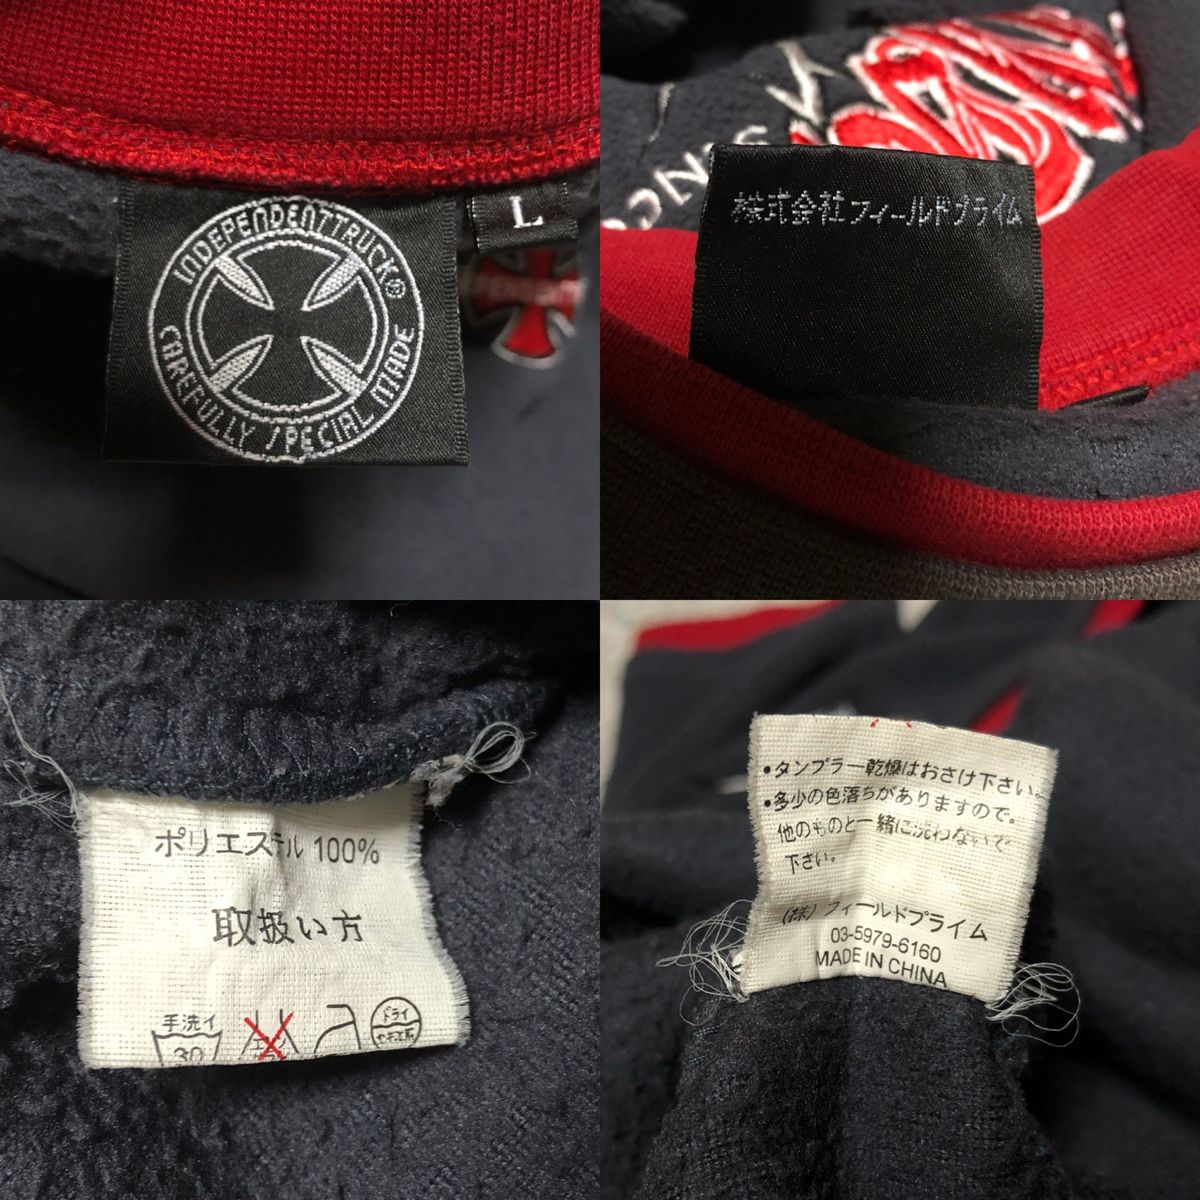 INDEPENDENTTRUCK®
CAREFULLY SPECIAL MADE
L
株式会社フィールドプライム
ポリエステル 100%
取扱い方
手洗イ
30
ドライ
・タンブラー乾燥はおさけ下さい。
・多少の色落ちがありますので。
他のものと一緒に洗わないで
下さい。
(株)フィールドプライム
03-5979-6160
MADE IN CHINA